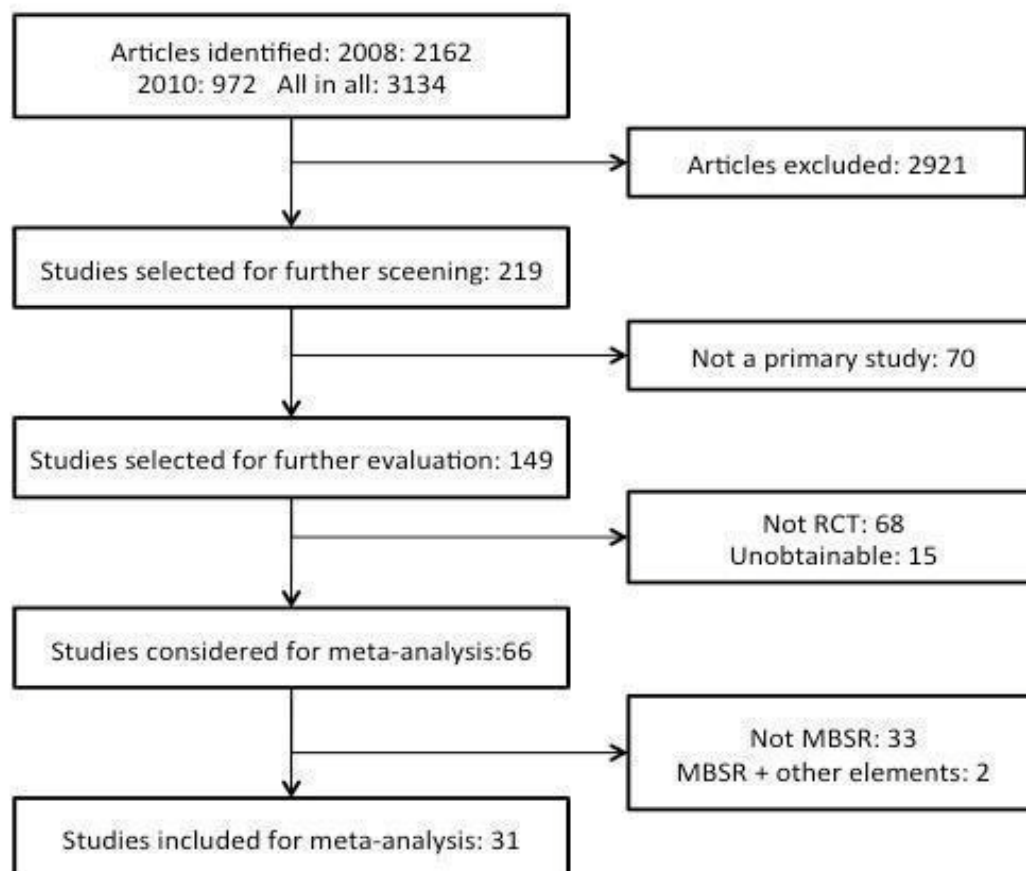 Articles identified: 2008: 2162
2010: 972 All in all: 3134
Articles excluded: 2921
Studies selected for further sceening: 219
Not a primary study: 70
Studies selected for further evaluation: 149
Not RCT: 68
Unobtainable: 15
Studies considered for meta-analysis:66
Not MBSR: 33
MBSR + other elements: 2
Studies included for meta-analysis: 31